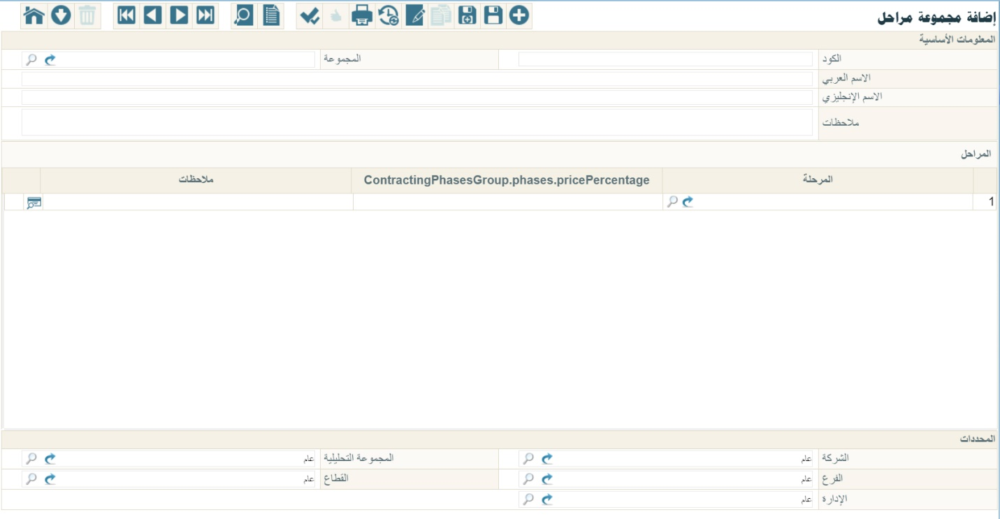 إضافة مجموعة مراحل
المعلومات الأساسية
الكود المجموعة
الاسم العربي
الاسم الإنجليزي
ملاحظات
المراحل
المرحلة ContractingPhasesGroup.phases.pricePercentage ملاحظات
1
المحددات
الشركة عام المجموعة التحليلية عام
الفرع عام القطاع عام
الإدارة عام